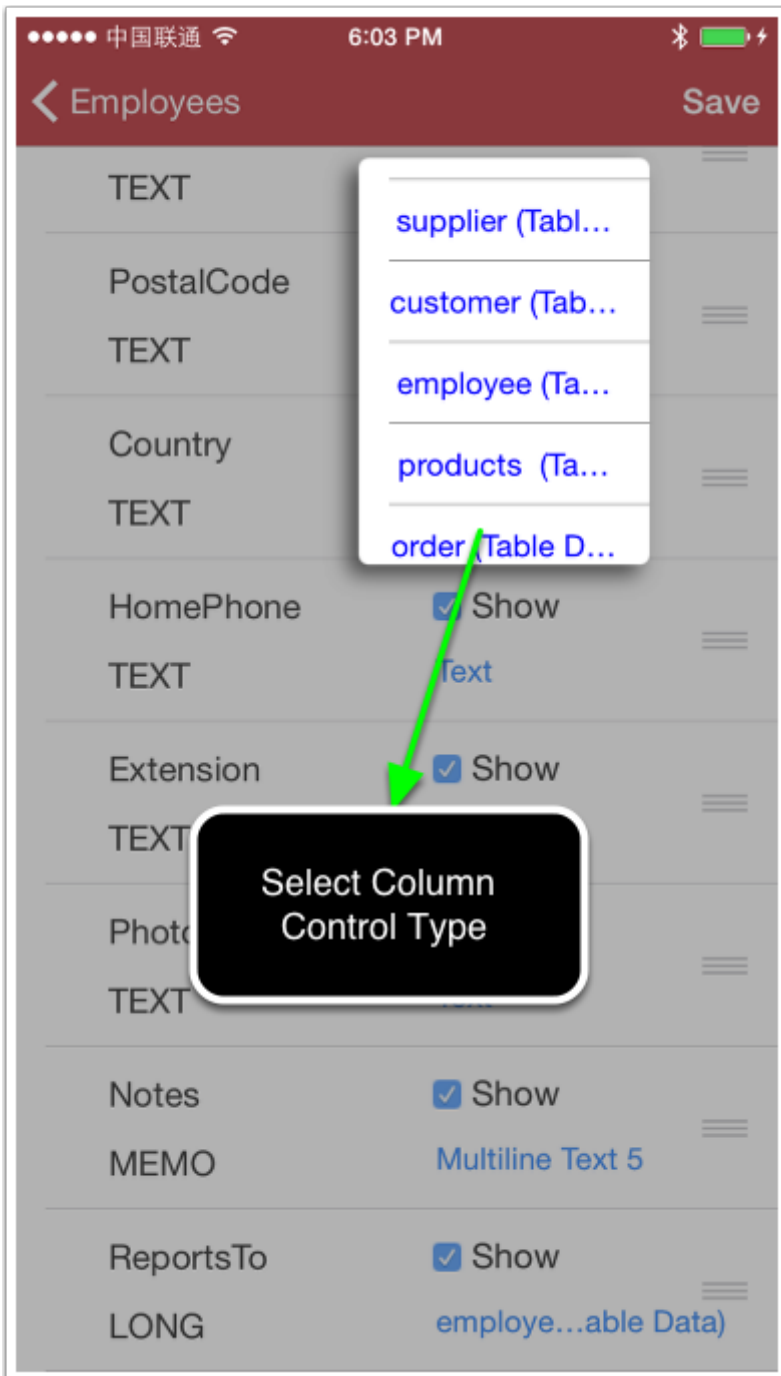 中国联通 6:03 PM
Employees Save
TEXT
supplier (Tabl...
PostalCode
customer (Tab...
TEXT
employee (Ta...
Country
products (Ta...
TEXT
order (Table D...
HomePhone Show
TEXT Text
Extension Show
TEXT
Select Column
Control Type
TEXT
Notes Show
MEMO Multiline Text 5
ReportsTo Show
LONG employe...able Data)